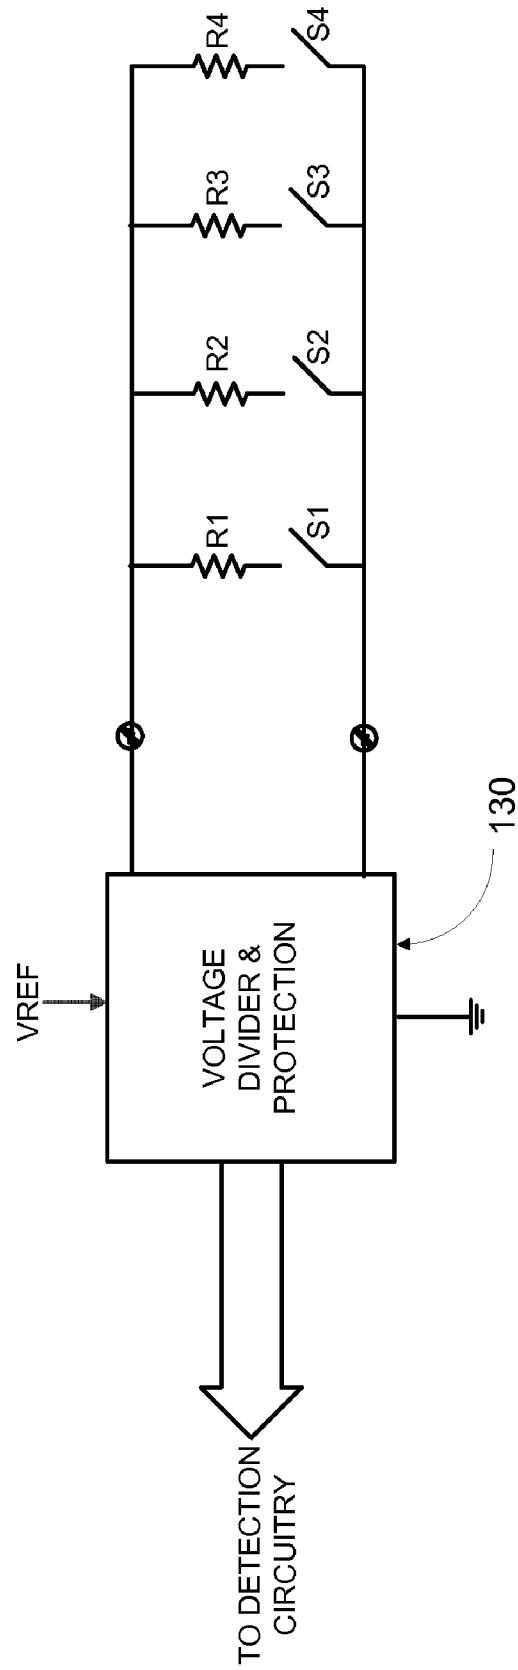 TO DETECTION
CIRCUITRY
VREF
VOLTAGE
DIVIDER &
PROTECTION
130
R1
S1
R2
S2
R3
S3
R4
S4